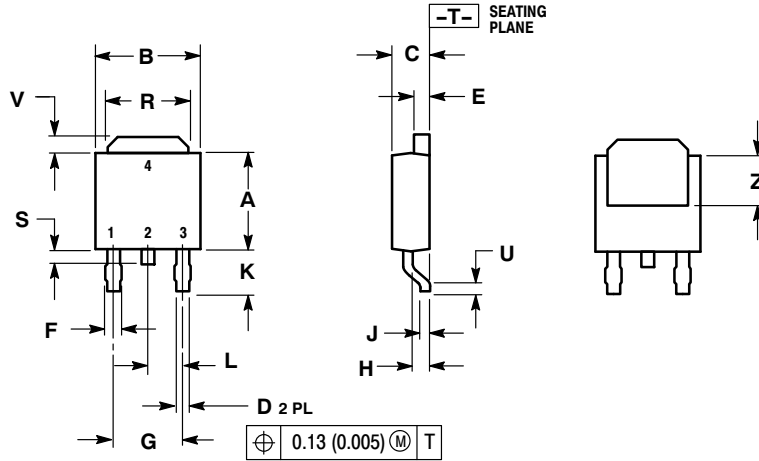 –T– SEATING
PLANE
C
B
V
R
E
4
Z
A
S
1 2 3
U
K
F
J
L
H
D 2 PL
G
⌖ 0.13 (0.005) Ⓜ T